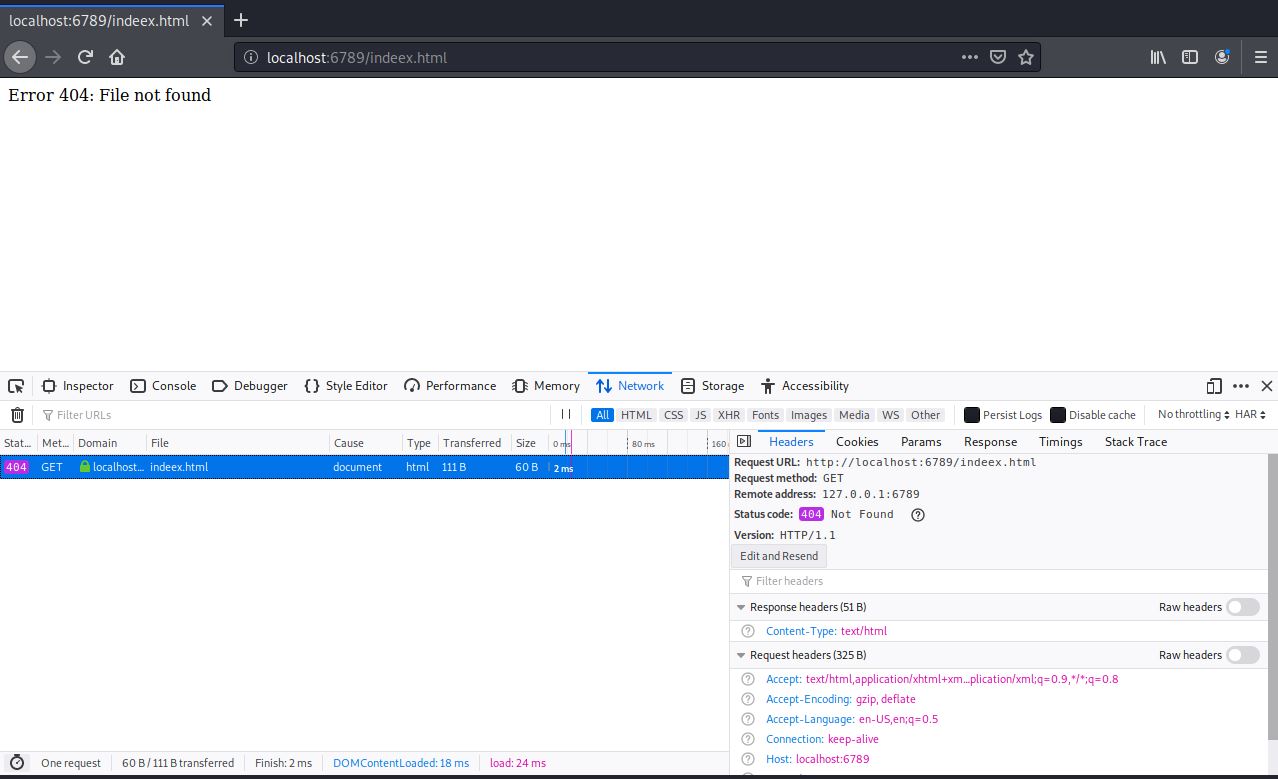 localhost:6789/indeex.html
localhost:6789/indeex.html
Error 404: File not found
Inspector Console Debugger Style Editor Performance Memory Network Storage Accessibility
Filter URLs All HTML CSS JS XHR Fonts Images Media WS Other Persist Logs Disable cache No throttling HAR
Stat... Met... Domain File Cause Type Transferred Size 0 ms 80 ms 160
404 GET localhost... indeex.html document html 111 B 60 B 2 ms
Headers Cookies Params Response Timings Stack Trace
Request URL: http://localhost:6789/indeex.html
Request method: GET
Remote address: 127.0.0.1:6789
Status code: 404 Not Found
Version: HTTP/1.1
Edit and Resend
Filter headers
Response headers (51 B) Raw headers
Content-Type: text/html
Request headers (325 B) Raw headers
Accept: text/html,application/xhtml+xm...plication/xml;q=0.9,*/*;q=0.8
Accept-Encoding: gzip, deflate
Accept-Language: en-US,en;q=0.5
Connection: keep-alive
Host: localhost:6789
One request 60 B / 111 B transferred Finish: 2 ms DOMContentLoaded: 18 ms load: 24 ms